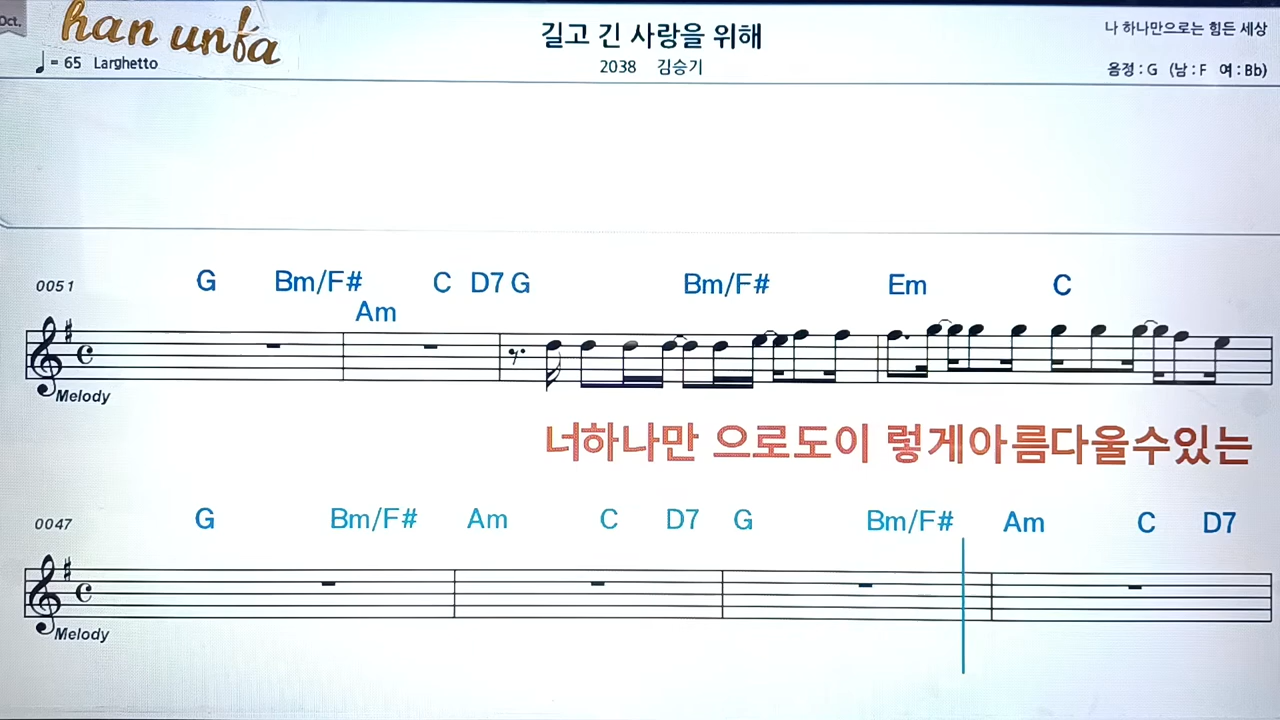 Oct.
han unba
= 65 Larghetto
길고 긴 사랑을 위해
2038 김승기
나 하나만으로는 힘든 세상
음정 : G (남 : F 여 : Bb)
0051
G Bm/F# Am C D7 G Bm/F# Em C
Melody
너하나만 으로도이 렇게아름다울수있는
0047
G Bm/F# Am C D7 G Bm/F# Am C D7
Melody